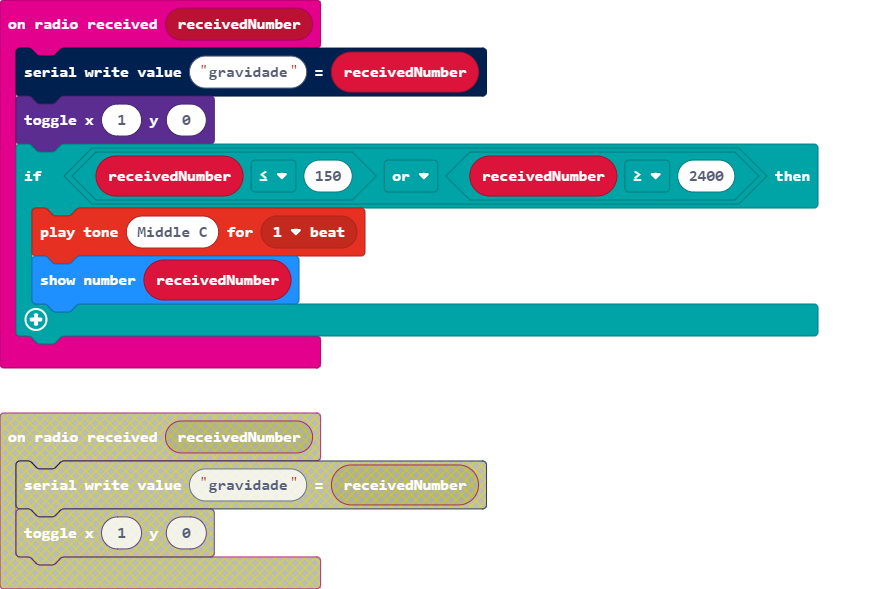 on radio received receivedNumber
serial write value "gravidade" = receivedNumber
toggle x 1 y 0
if receivedNumber ≤ 150 or receivedNumber ≥ 2400 then
play tone Middle C for 1 beat
show number receivedNumber
on radio received receivedNumber
serial write value "gravidade" = receivedNumber
toggle x 1 y 0